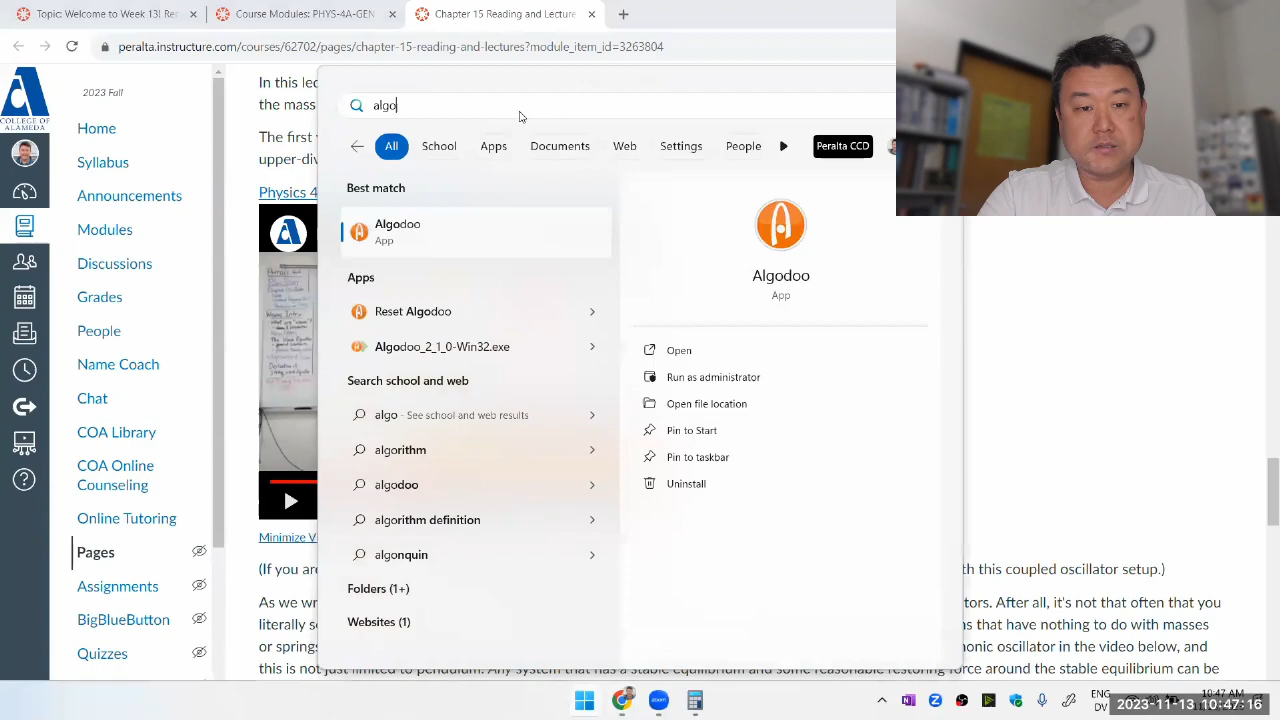 Topic: Welcome to Week 13! Re
Course Modules: PHYS-4A-GEN
Chapter 15 Reading and Lecture
peralta.instructure.com/courses/62702/pages/chapter-15-reading-and-lectures?module_item_id=3263804
COLLEGE OF
ALAMEDA
2023 Fall
Home
Syllabus
Announcements
Modules
Discussions
Grades
People
Name Coach
Chat
COA Library
COA Online
Counseling
Online Tutoring
Pages
Assignments
BigBlueButton
Quizzes
In this lec
the mass
The first v
upper-div
Physics 4
Minimize V
(If you are
th this coupled oscillator setup.)
As we wr
tors. After all, it's not that often that you
literally s
ns that have nothing to do with masses
or spring
onic oscillator in the video below, and
this is not just limited to pendulum. Any system that has a stable equilibrium and some reasonable restoring force around the stable equilibrium can be
algo
All
School
Apps
Documents
Web
Settings
People
Peralta CCD
Best match
Algodoo
App
Apps
Reset Algodoo
Algodoo_2_1_0-Win32.exe
Search school and web
algo - See school and web results
algorithm
algodoo
algorithm definition
algonquin
Folders (1+)
Websites (1)
Algodoo
App
Open
Run as administrator
Open file location
Pin to Start
Pin to taskbar
Uninstall
zoom
ENG
DV
10:47 AM
2023-11-13 10:47:16